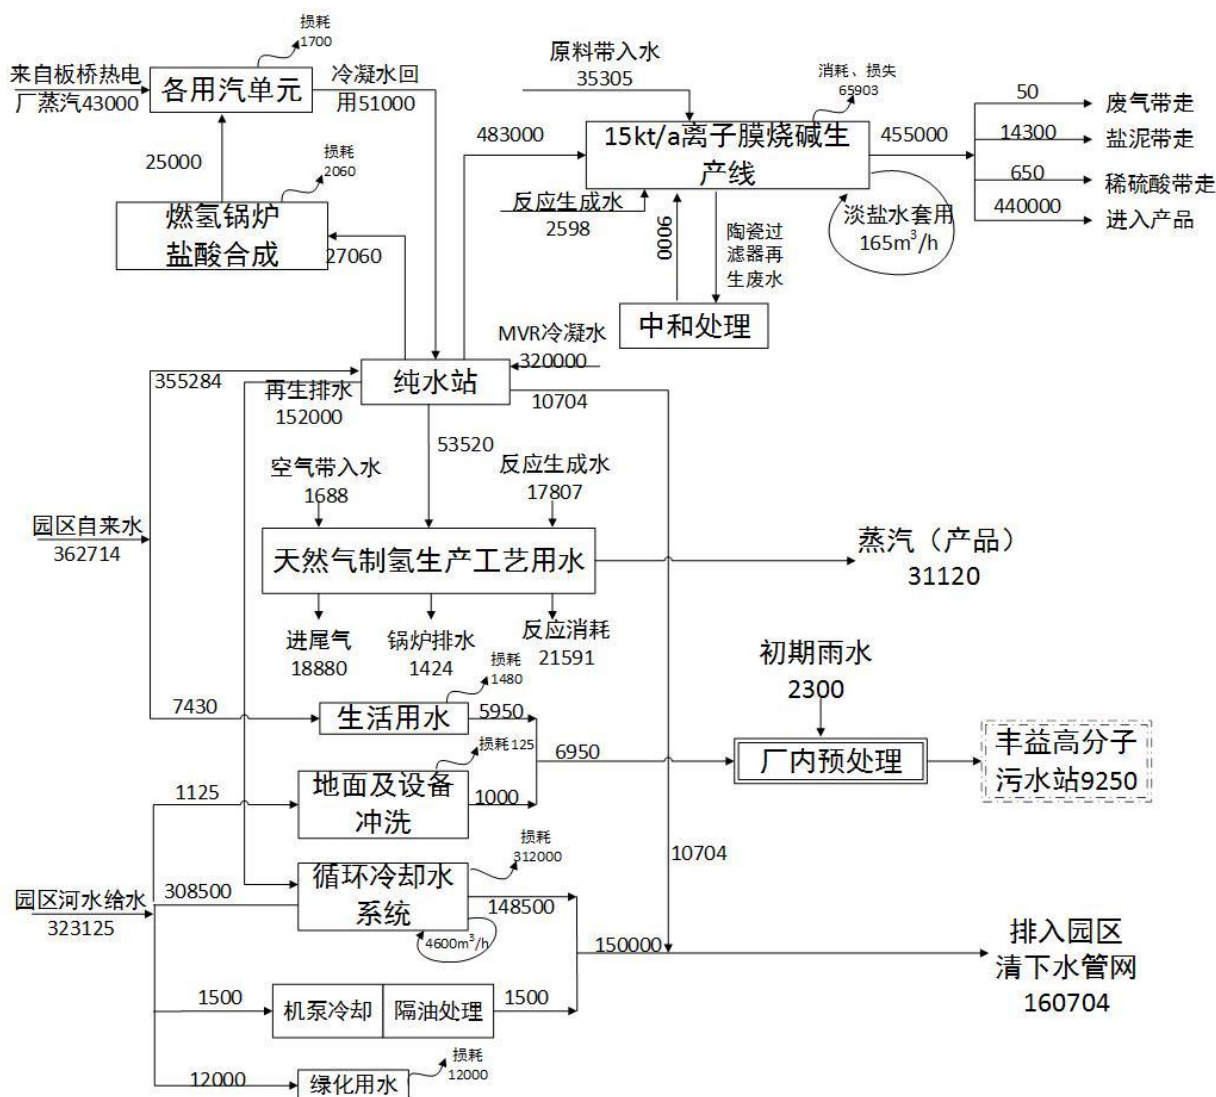 损耗
1700
来自板桥热电
厂蒸汽43000
各用汽单元
冷凝水回
用51000
25000
损耗
2060
燃氢锅炉
盐酸合成
27060
原料带入水
35305
消耗、损失
65903
483000
15kt/a离子膜烧碱生
产线
455000
50
废气带走
14300
盐泥带走
650
稀硫酸带走
440000
进入产品
反应生成水
2598
9000
陶瓷过
滤器再
生废水
淡盐水套用
165m³/h
中和处理
MVR冷凝水
320000
355284
再生排水
152000
纯水站
10704
53520
空气带入水
1688
反应生成水
17807
园区自来水
362714
天然气制氢生产工艺用水
蒸汽（产品）
31120
进尾气
18880
锅炉排水
1424
反应消耗
21591
损耗
1480
7430
生活用水
5950
初期雨水
2300
损耗125
6950
厂内预处理
丰益高分子
污水站9250
1125
地面及设备
冲洗
1000
损耗
312000
10704
园区河水给水
323125
308500
循环冷却水
系统
148500
4600m³/h
150000
排入园区
清下水管网
160704
1500
机泵冷却
隔油处理
1500
损耗
12000
12000
绿化用水